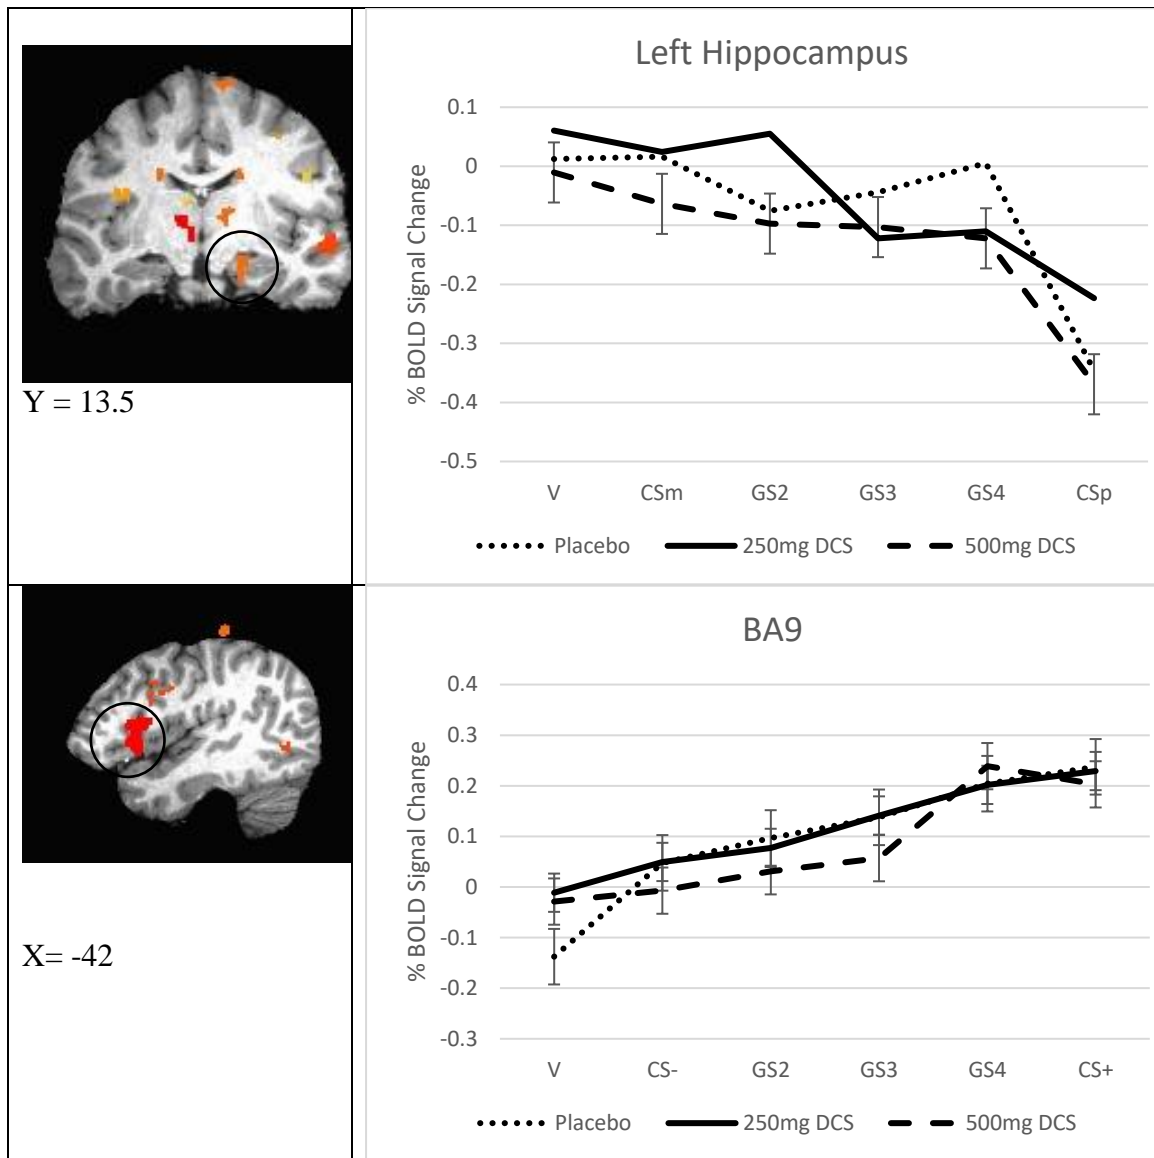 Left Hippocampus
% BOLD Signal Change
0.1
0
-0.1
-0.2
-0.3
-0.4
-0.5
V CSm GS2 GS3 GS4 CSp
Placebo 250mg DCS 500mg DCS
Y = 13.5
BA9
% BOLD Signal Change
0.4
0.3
0.2
0.1
0
-0.1
-0.2
-0.3
V CS- GS2 GS3 GS4 CS+
Placebo 250mg DCS 500mg DCS
X= -42